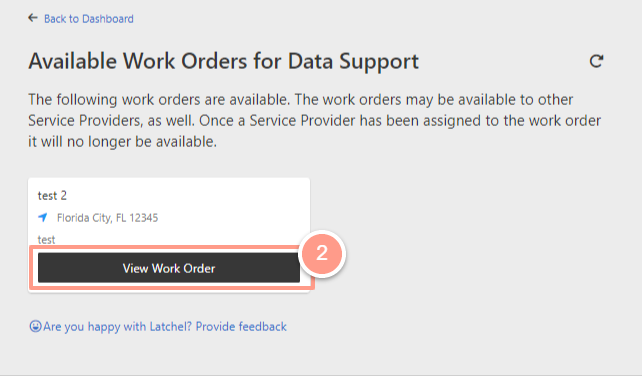 Back to Dashboard
Available Work Orders for Data Support
The following work orders are available. The work orders may be available to other
Service Providers, as well. Once a Service Provider has been assigned to the work order
it will no longer be available.
test 2
Florida City, FL 12345
test
View Work Order
2
Are you happy with Latchel? Provide feedback